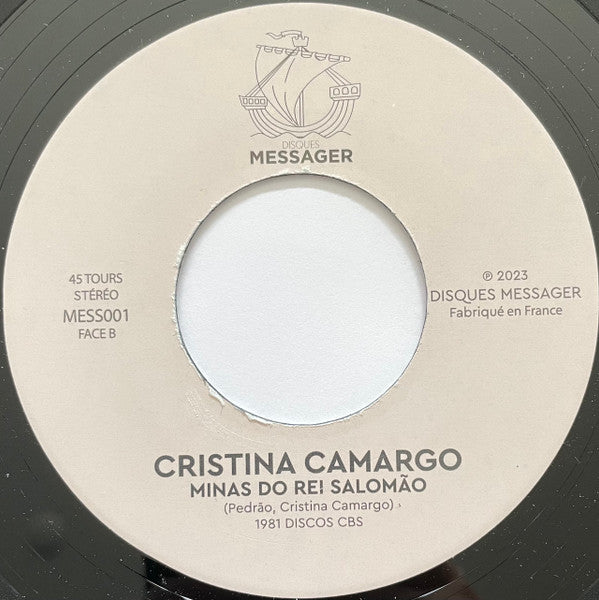 DISQUES
MESSAGER
45 TOURS
STÉRÉO
MESS001
FACE B
℗ 2023
DISQUES MESSAGER
Fabriqué en France
CRISTINA CAMARGO
MINAS DO REI SALOMÃO
(Pedrão, Cristina Camargo)
1981 DISCOS CBS